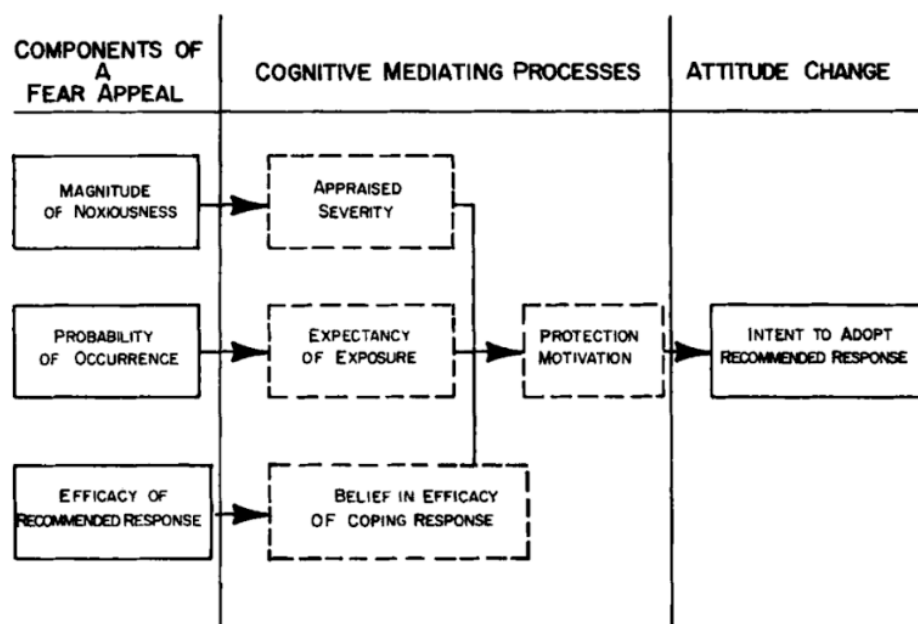 COMPONENTS OF
A
FEAR APPEAL
COGNITIVE MEDIATING PROCESSES
ATTITUDE CHANGE
MAGNITUDE
OF NOXIOUSNESS
APPRAISED
SEVERITY
PROBABILITY
OF OCCURRENCE
EXPECTANCY
OF EXPOSURE
PROTECTION
MOTIVATION
INTENT TO ADOPT
RECOMMENDED RESPONSE
EFFICACY OF
RECOMMENDED RESPONSE
BELIEF IN EFFICACY
OF COPING RESPONSE